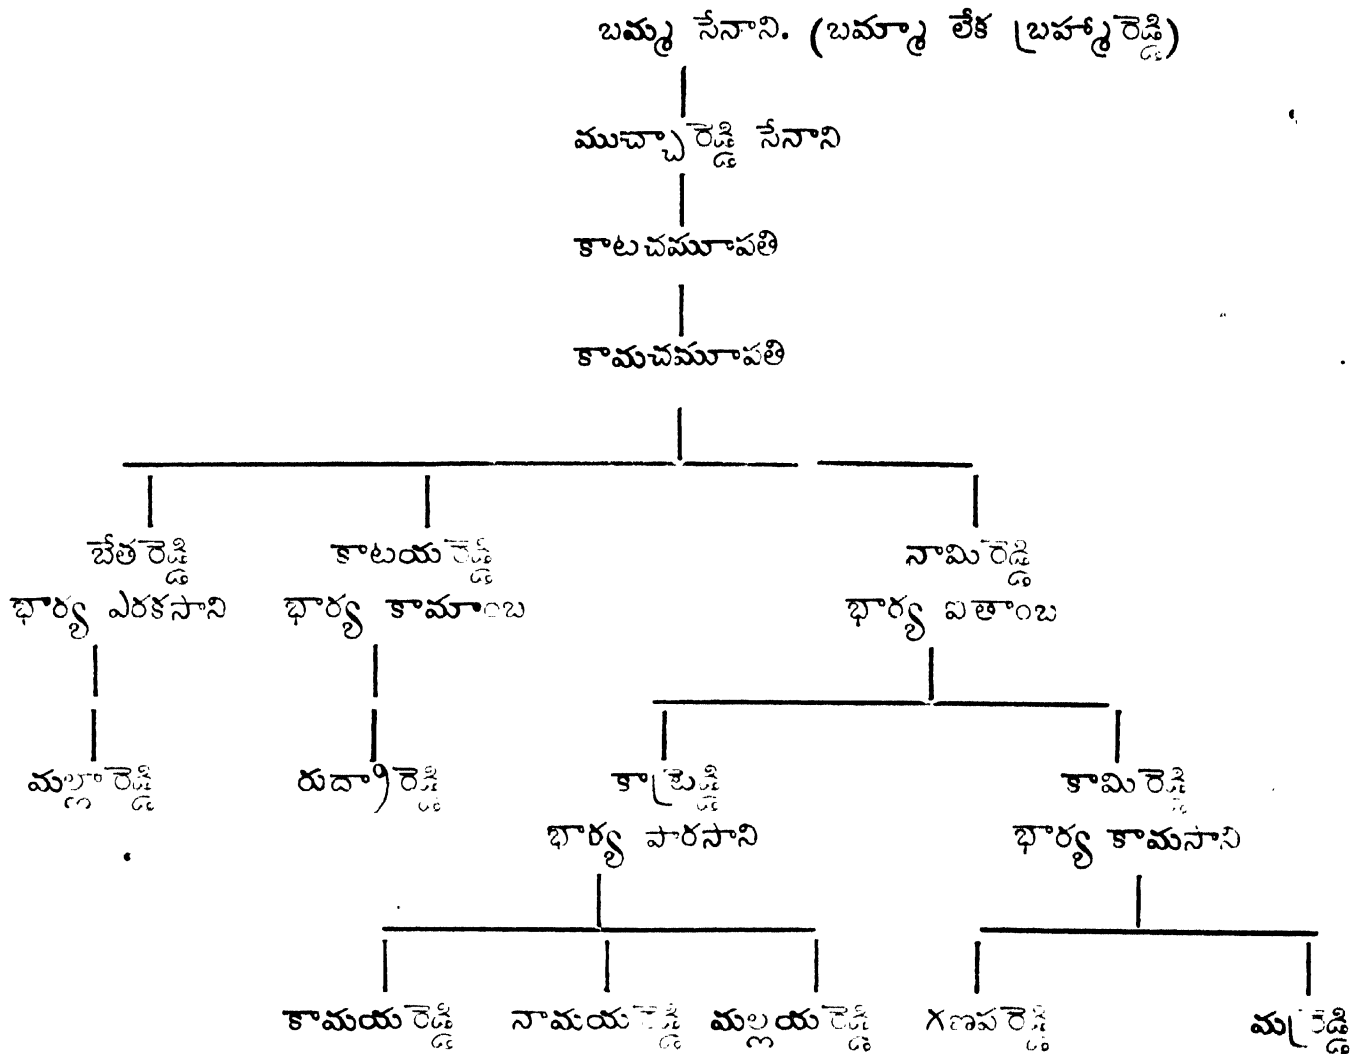 బమ్మ సేనాని. (బమ్మా లేక బ్రహ్మారెడ్డి)
ముచ్చారెడ్డి సేనాని
కాటచమూపతి
కామచమూపతి
బేతరెడ్డి కాటయరెడ్డి నామిరెడ్డి
భార్య ఎరకసాని భార్య కామాంబ భార్య ఐతాంబ
మల్లారెడ్డి రుద్రారెడ్డి కాట్రెడ్డి కామిరెడ్డి
భార్య పారసాని భార్య కామసాని
కామయరెడ్డి నామయరెడ్డి మల్లయరెడ్డి గణపరెడ్డి